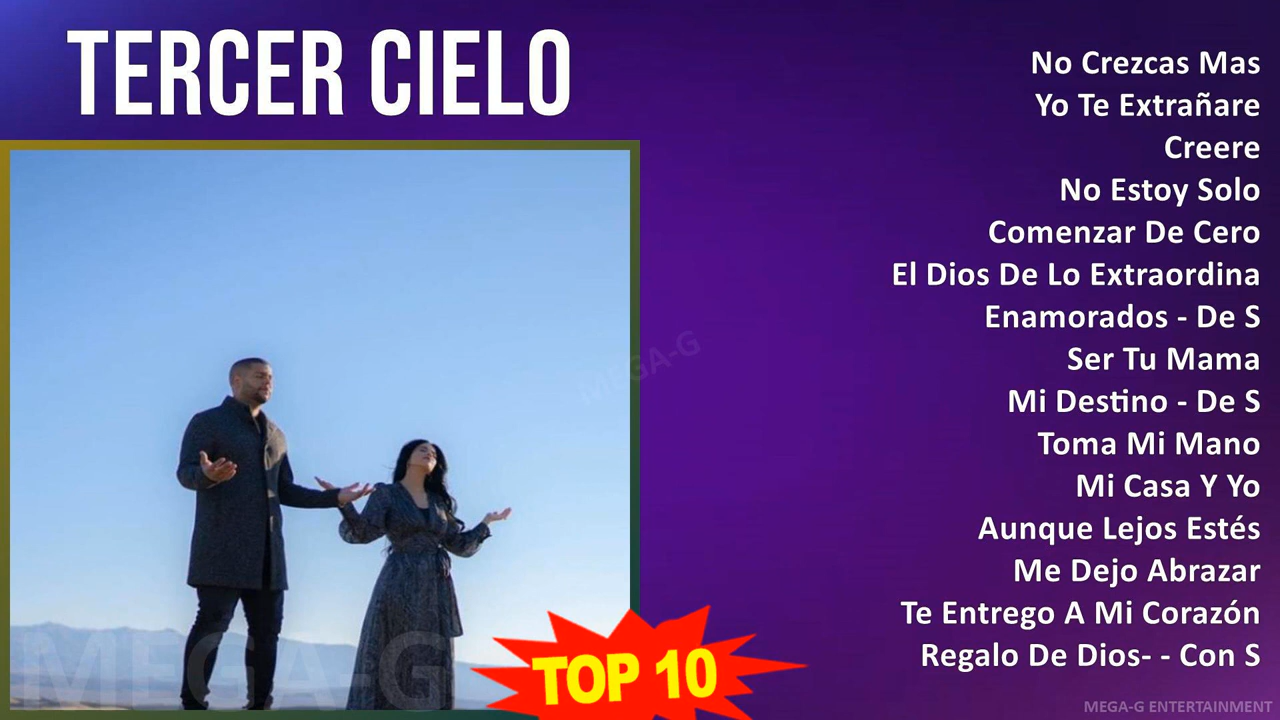 TERCER CIELO
No Crezcas Mas
Yo Te Extrañare
Creere
No Estoy Solo
Comenzar De Cero
El Dios De Lo Extraordina
Enamorados - De S
Ser Tu Mama
Mi Destino - De S
Toma Mi Mano
Mi Casa Y Yo
Aunque Lejos Estés
Me Dejo Abrazar
Te Entrego A Mi Corazón
Regalo De Dios- - Con S
MEGA-G
MEGA-G
TOP 10
MEGA-G ENTERTAINMENT